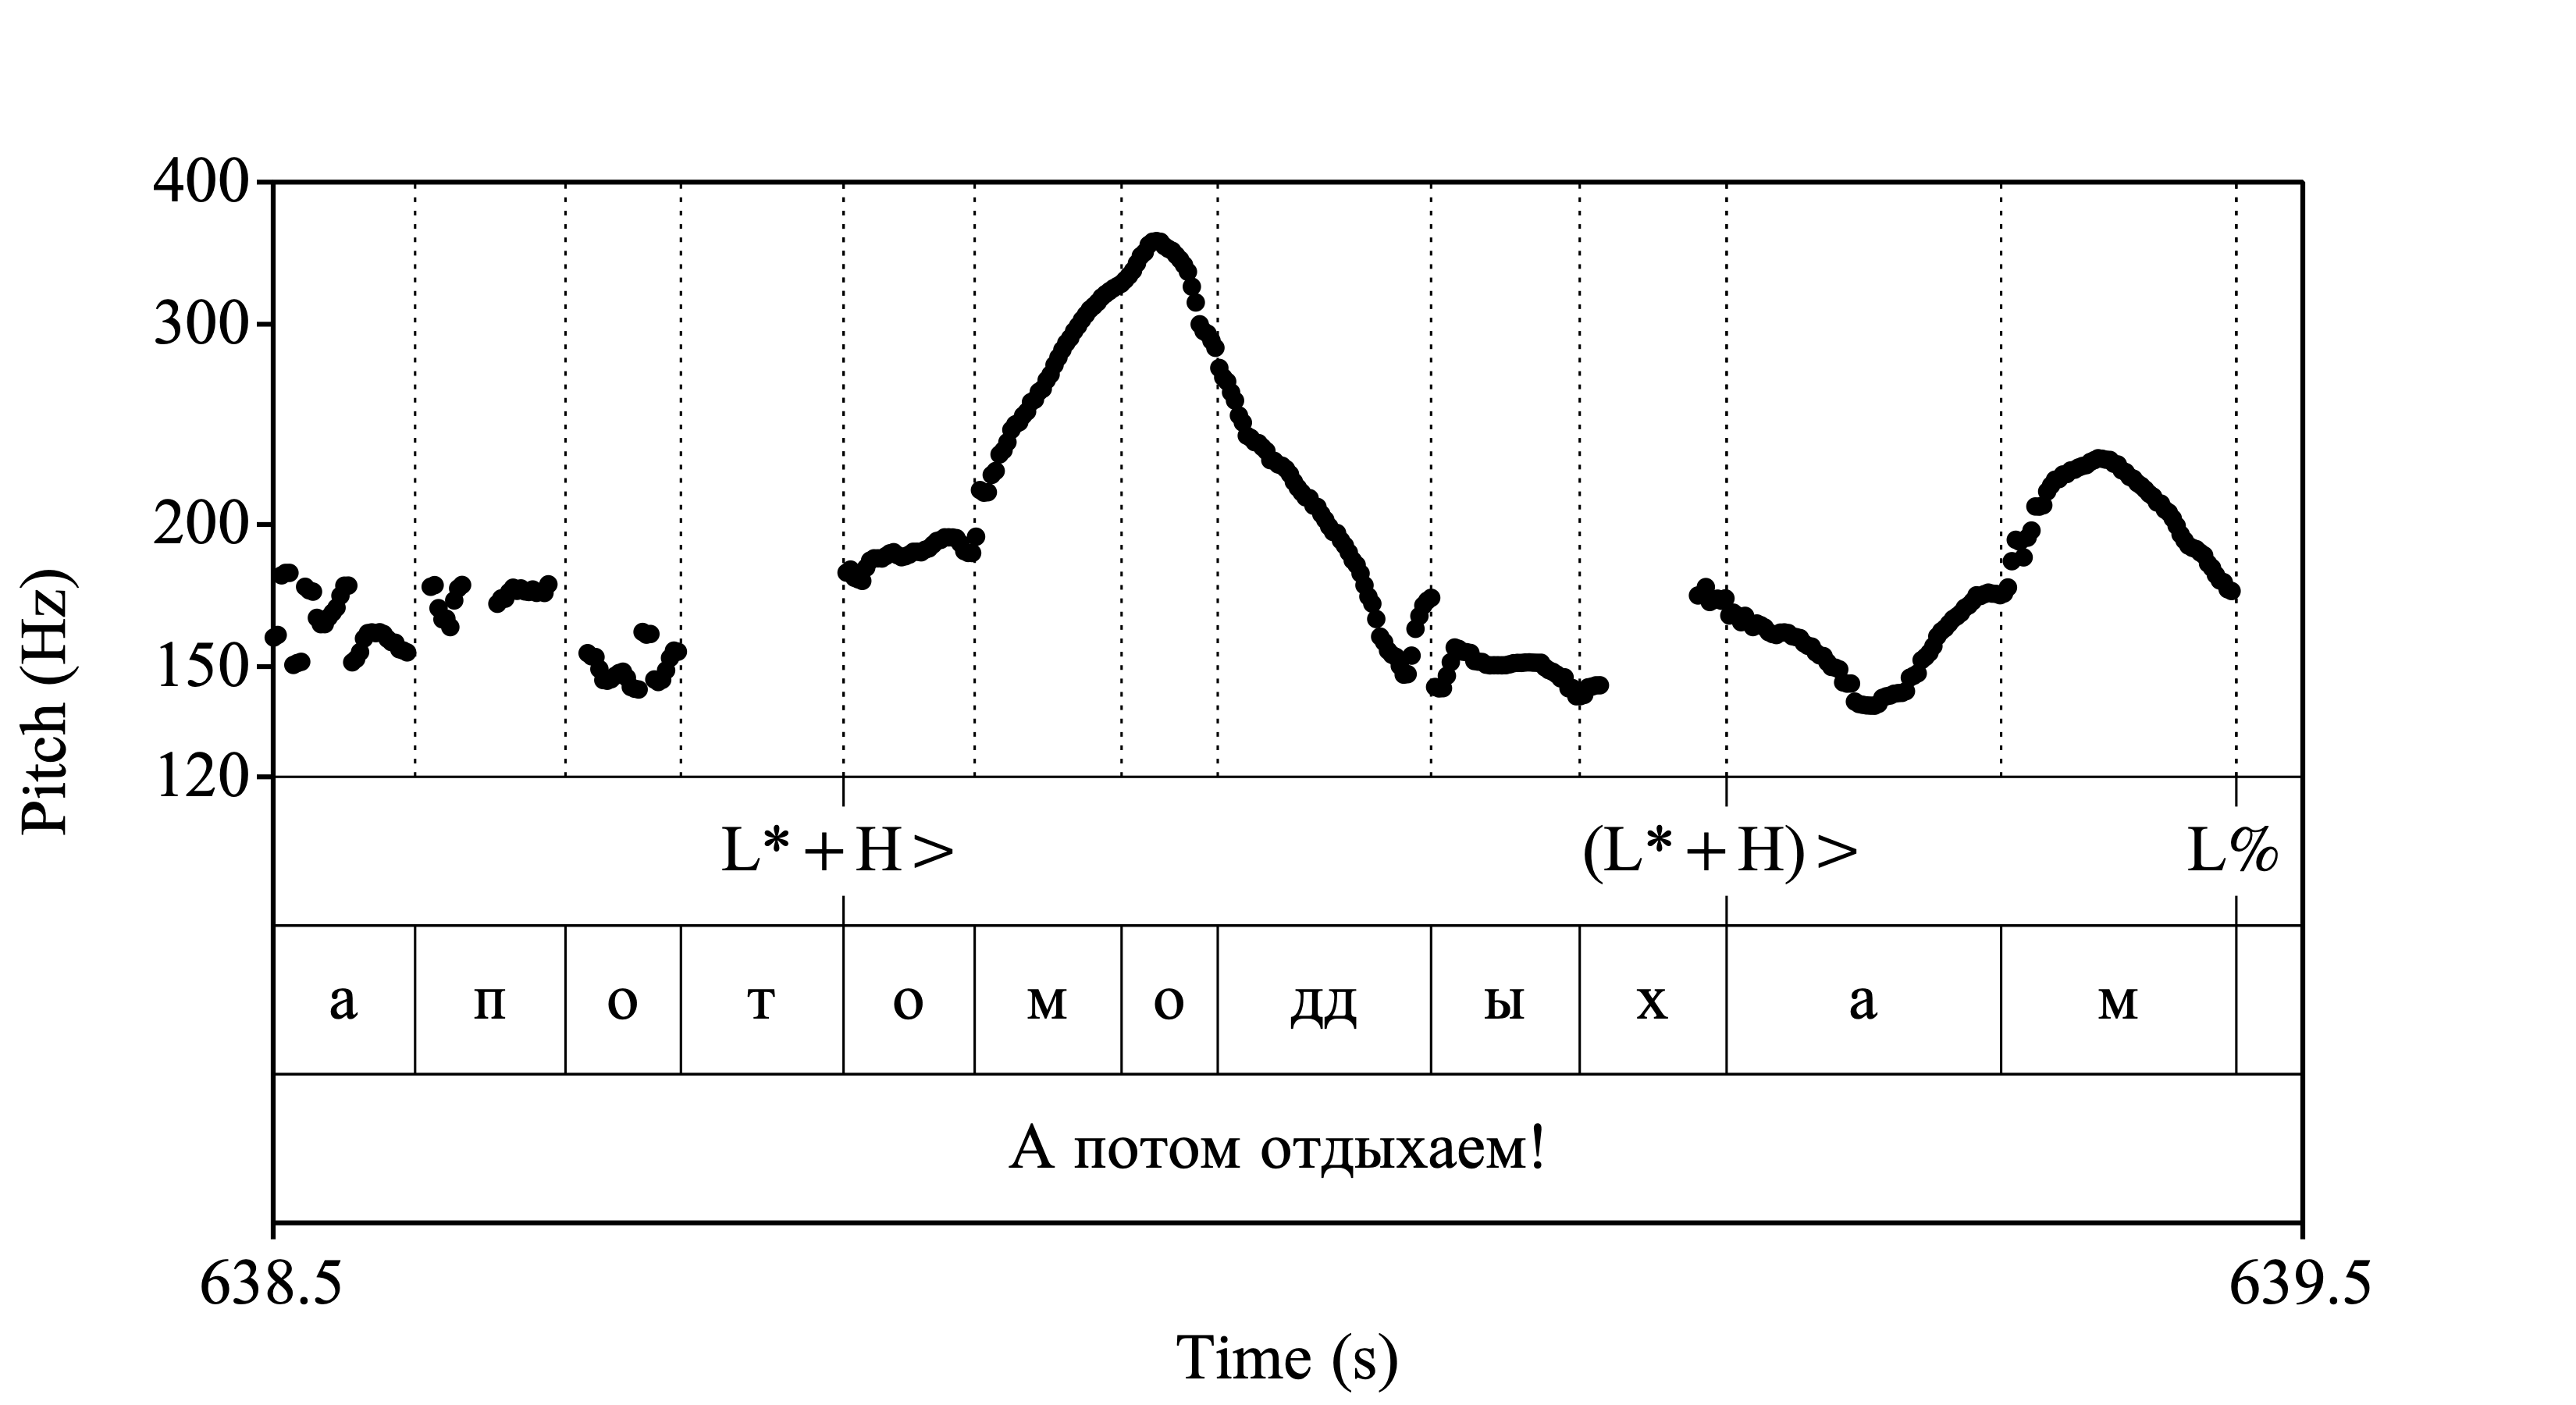 400
300
200
150
120
Pitch (Hz)
L*+H> (L*+H)> L%
а п о т о м о дд ы х а м
А потом отдыхаем!
638.5 639.5
Time (s)